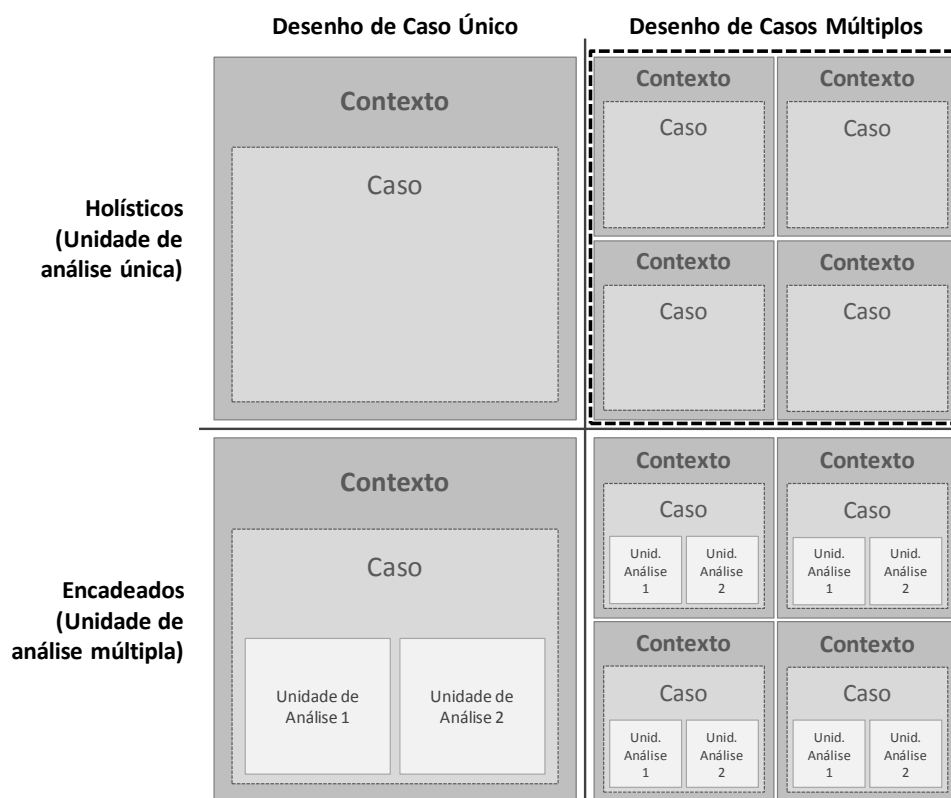 Desenho de Caso Único
Desenho de Casos Múltiplos
Holísticos
(Unidade de
análise única)
Contexto
Caso
Contexto
Caso
Contexto
Caso
Contexto
Caso
Contexto
Caso
Encadeados
(Unidade de
análise múltipla)
Contexto
Caso
Unidade de
Análise 1
Unidade de
Análise 2
Contexto
Caso
Unid.
Análise
1
Unid.
Análise
2
Contexto
Caso
Unid.
Análise
1
Unid.
Análise
2
Contexto
Caso
Unid.
Análise
1
Unid.
Análise
2
Contexto
Caso
Unid.
Análise
1
Unid.
Análise
2